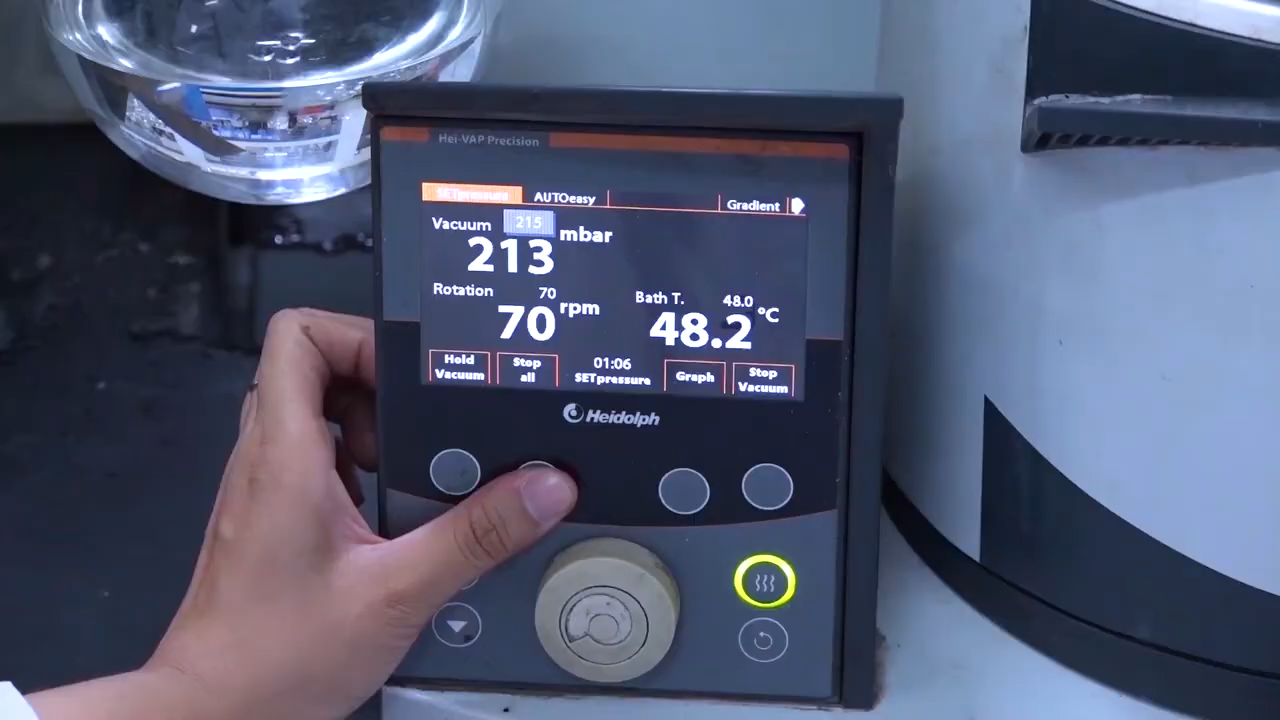 Hei-VAP Precision
SETpressure AUTOeasy Gradient
Vacuum 215 mbar
213
Rotation 70 rpm
70
Bath T. 48.0 °C
48.2
Hold Vacuum
Stop all
01:06
SETpressure
Graph
Stop Vacuum
Heidolph